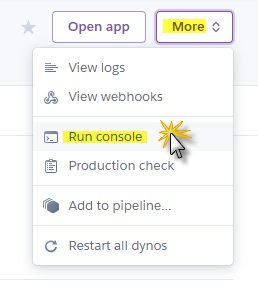 Open app
More
View logs
View webhooks
Run console
Production check
Add to pipeline...
Restart all dynos